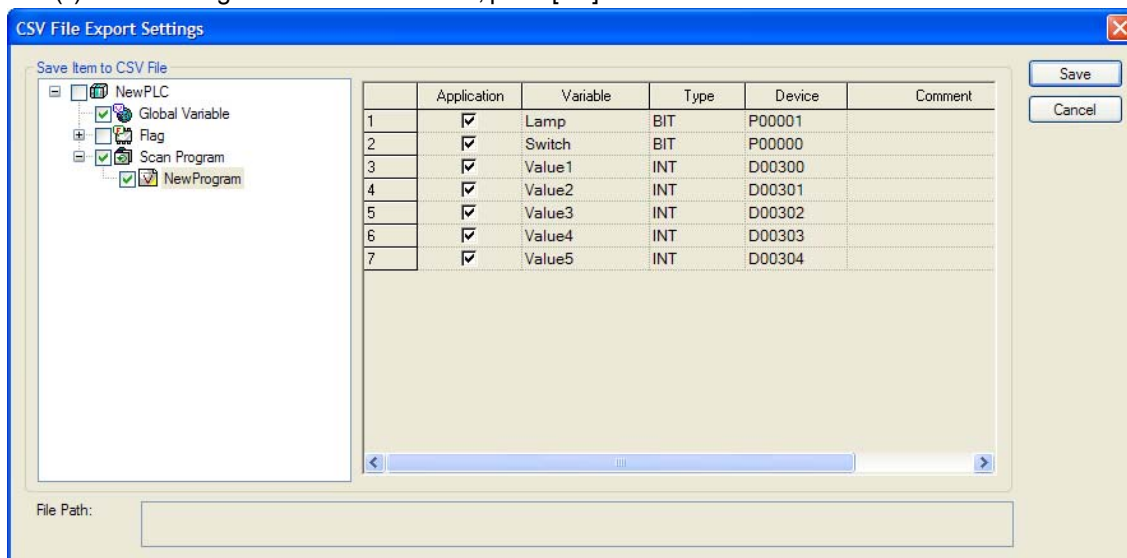 CSV File Export Settings
Save Item to CSV File
Save
Cancel
NewPLC
Global Variable
Flag
Scan Program
NewProgram
Application Variable Type Device Comment
1 Lamp BIT P00001
2 Switch BIT P00000
3 Value1 INT D00300
4 Value2 INT D00301
5 Value3 INT D00302
6 Value4 INT D00303
7 Value5 INT D00304
File Path: